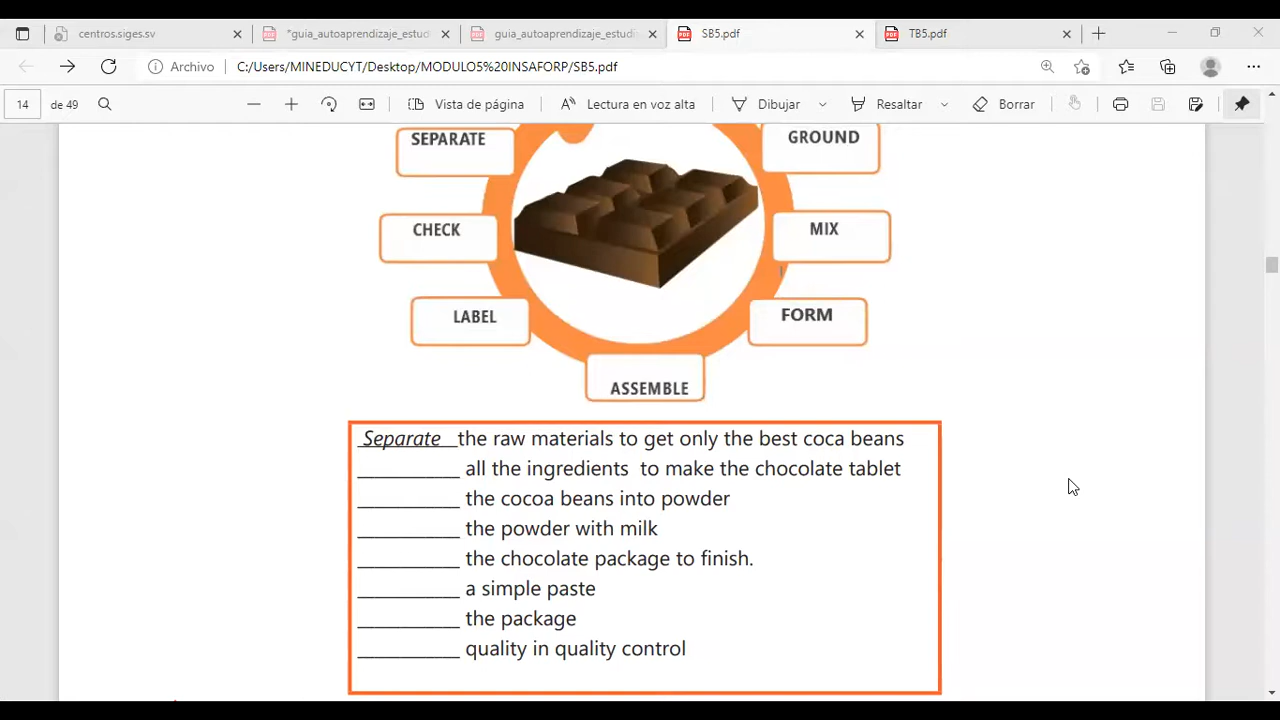 centros.siges.sv
*guia_autoaprendizaje_estud
guia_autoaprendizaje_estudi
SB5.pdf
TB5.pdf
Archivo
C:/Users/MINEDUCYT/Desktop/MODULO5%20INSAFORP/SB5.pdf
14 de 49
Vista de página
Lectura en voz alta
Dibujar
Resaltar
Borrar
SEPARATE
GROUND
CHECK
MIX
LABEL
FORM
ASSEMBLE
_Separate__the raw materials to get only the best coca beans
___________ all the ingredients to make the chocolate tablet
___________ the cocoa beans into powder
___________ the powder with milk
___________ the chocolate package to finish.
___________ a simple paste
___________ the package
___________ quality in quality control